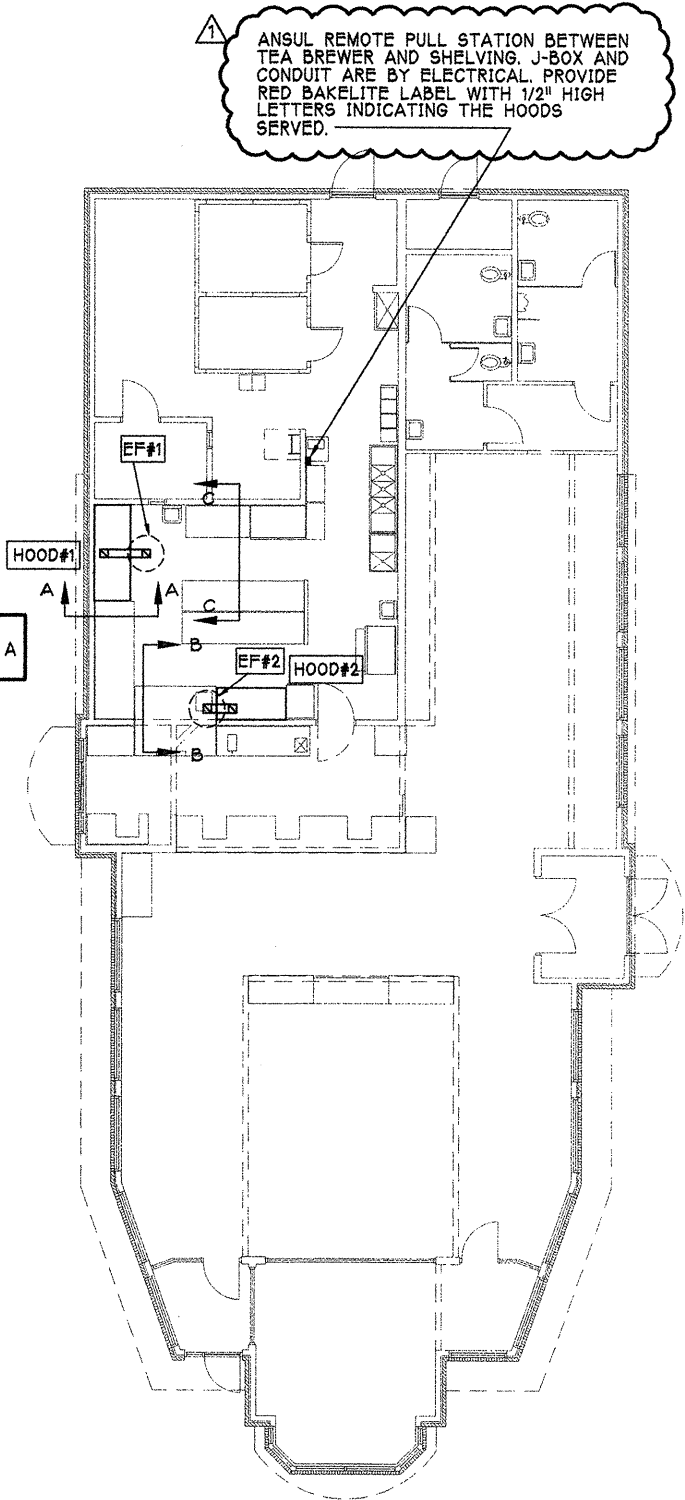 1
ANSUL REMOTE PULL STATION BETWEEN
TEA BREWER AND SHELVING. J-BOX AND
CONDUIT ARE BY ELECTRICAL. PROVIDE
RED BAKELITE LABEL WITH 1/2" HIGH
LETTERS INDICATING THE HOODS
SERVED.
EF#1
C
HOOD#1
A
A
C
A
B
EF#2
HOOD#2
B